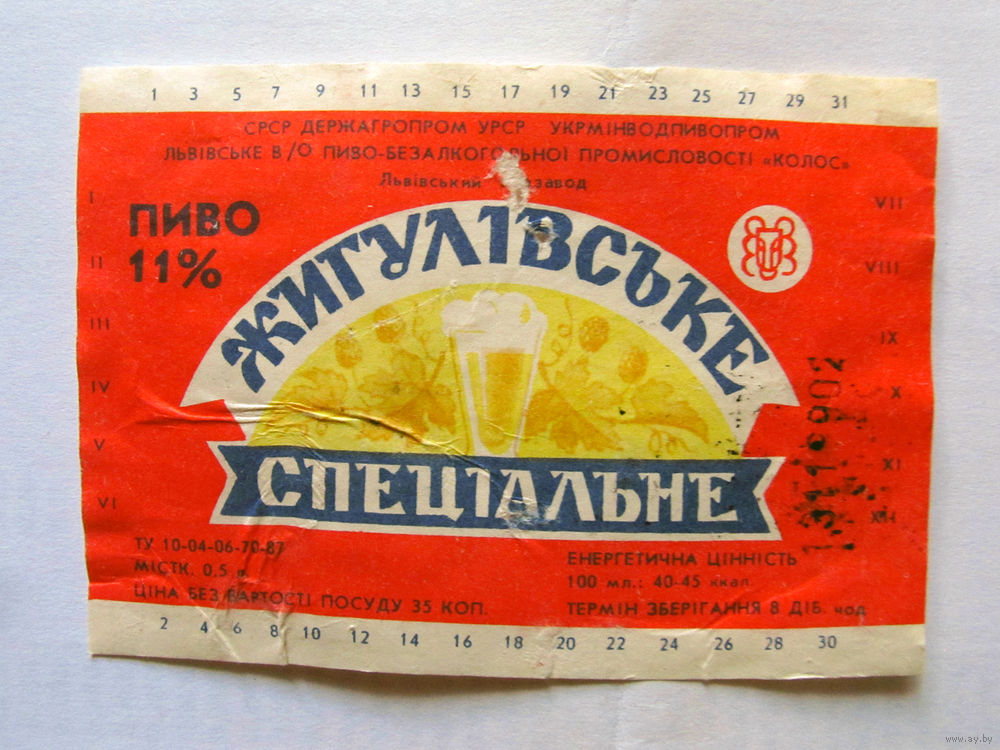 1 3 5 7 9 11 13 15 17 19 21 23 25 27 29 31
СРСР ДЕРЖАГРОПРОМ УРСР УКРМІНВОДПИВОПРОМ
ЛЬВІВСЬКЕ В/О ПИВО-БЕЗАЛКОГОЛЬНОЇ ПРОМИСЛОВОСТІ «КОЛОС»
Львівський
ПИВО
11%
ЖИГУЛІВСЬКЕ
СПЕЦІАЛЬНЕ
I
II
III
IV
V
VI
VII
VIII
IX
X
XI
XII
ТУ 10-04-06-70-87
МІСТК. 0,5 л
ЦІНА БЕЗ ВАРТОСТІ ПОСУДУ 35 КОП.
ЕНЕРГЕТИЧНА ЦІННІСТЬ
100 мл.: 40-45 ккал.
ТЕРМІН ЗБЕРІГАННЯ 8 ДІБ.
2 4 6 8 10 12 14 16 18 20 22 24 26 28 30
www.ay.by